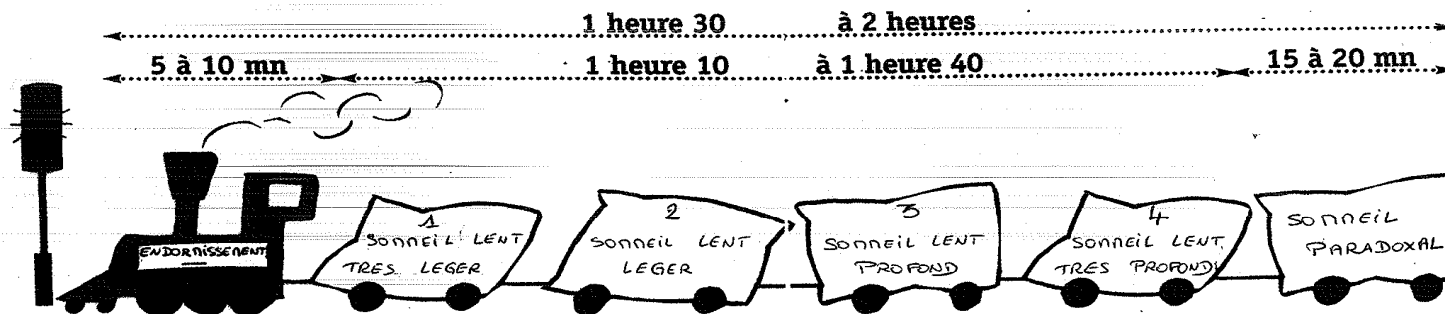 1 heure 30 à 2 heures
5 à 10 mn 1 heure 10 à 1 heure 40 15 à 20 mn
ENDORMISSEMENT
1
SOMMEIL LENT
TRES LEGER
2
SOMMEIL LENT
LEGER
3
SOMMEIL LENT
PROFOND
4
SOMMEIL LENT
TRES PROFOND
SOMMEIL
PARADOXAL